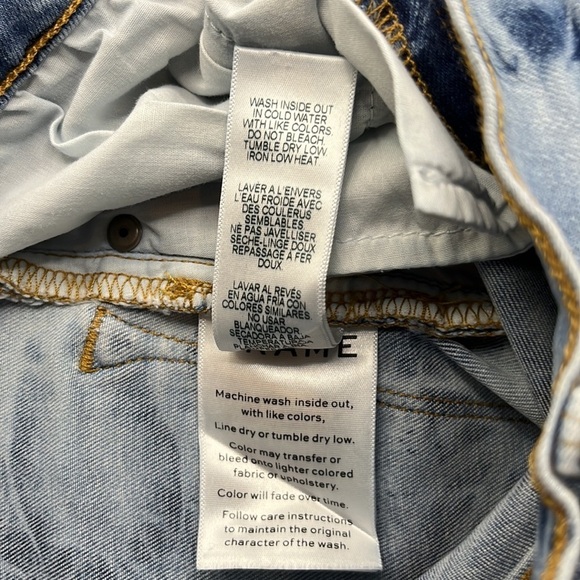 WASH INSIDE OUT
IN COLD WATER
WITH LIKE COLORS.
DO NOT BLEACH.
TUMBLE DRY LOW.
IRON LOW HEAT.
LAVER A L'ENVERS
L'EAU FROIDE AVEC
DES COULERUS
SEMBLABLES.
NE PAS JAVELLISER
SECHE-LINGE DOUX
REPASSAGE A FER
DOUX
LAVAR AL REVÉS
EN AGUA FRÍA CON
COLORES SIMILARES.
NO USAR
BLANQUEADOR.
SECADORA A BAJA
Machine wash inside out,
with like colors,
Line dry or tumble dry low.
Color may transfer or
bleed onto lighter colored
fabric or upholstery.
Color will fade over time.
Follow care instructions
to maintain the original
character of the wash.